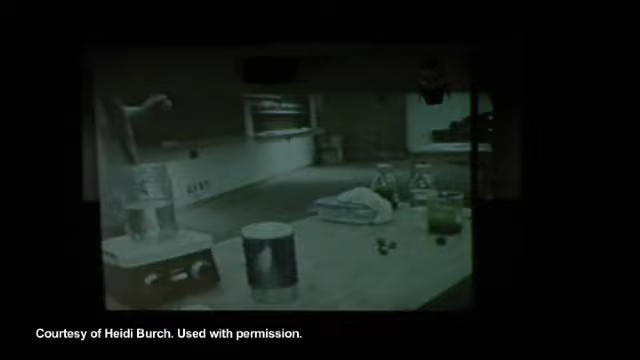 Courtesy of Heidi Burch. Used with permission.